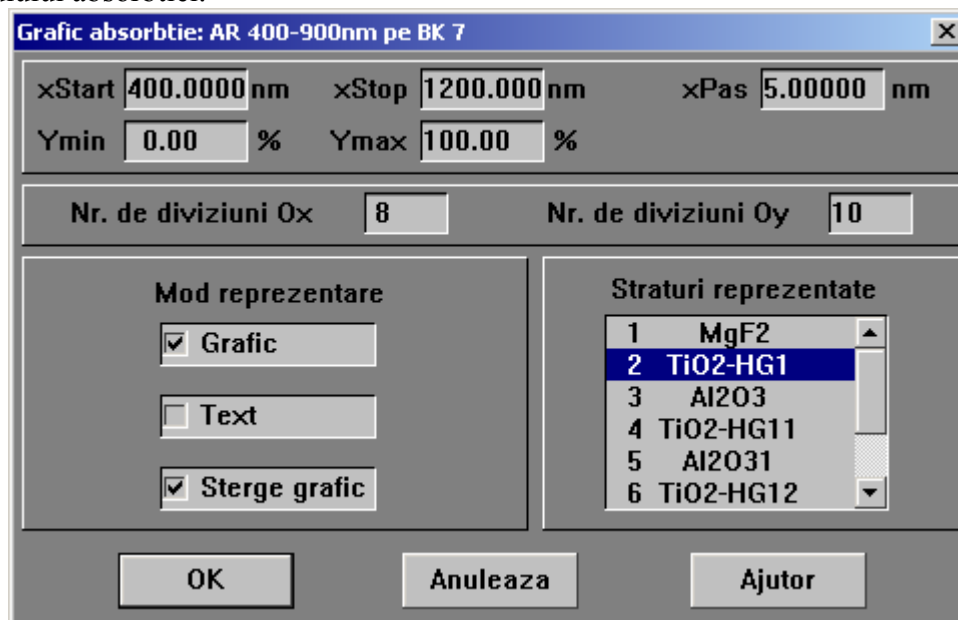 absorbtiei.
Grafic absorbtie: AR 400-900nm pe BK 7
xStart 400.0000 nm xStop 1200.000 nm xPas 5.00000 nm
Ymin 0.00 % Ymax 100.00 %
Nr. de diviziuni Ox 8 Nr. de diviziuni Oy 10
Mod reprezentare
Grafic
Text
Sterge grafic
Straturi reprezentate
1 MgF2
2 TiO2-HG1
3 Al2O3
4 TiO2-HG11
5 Al2O31
6 TiO2-HG12
OK Anuleaza Ajutor